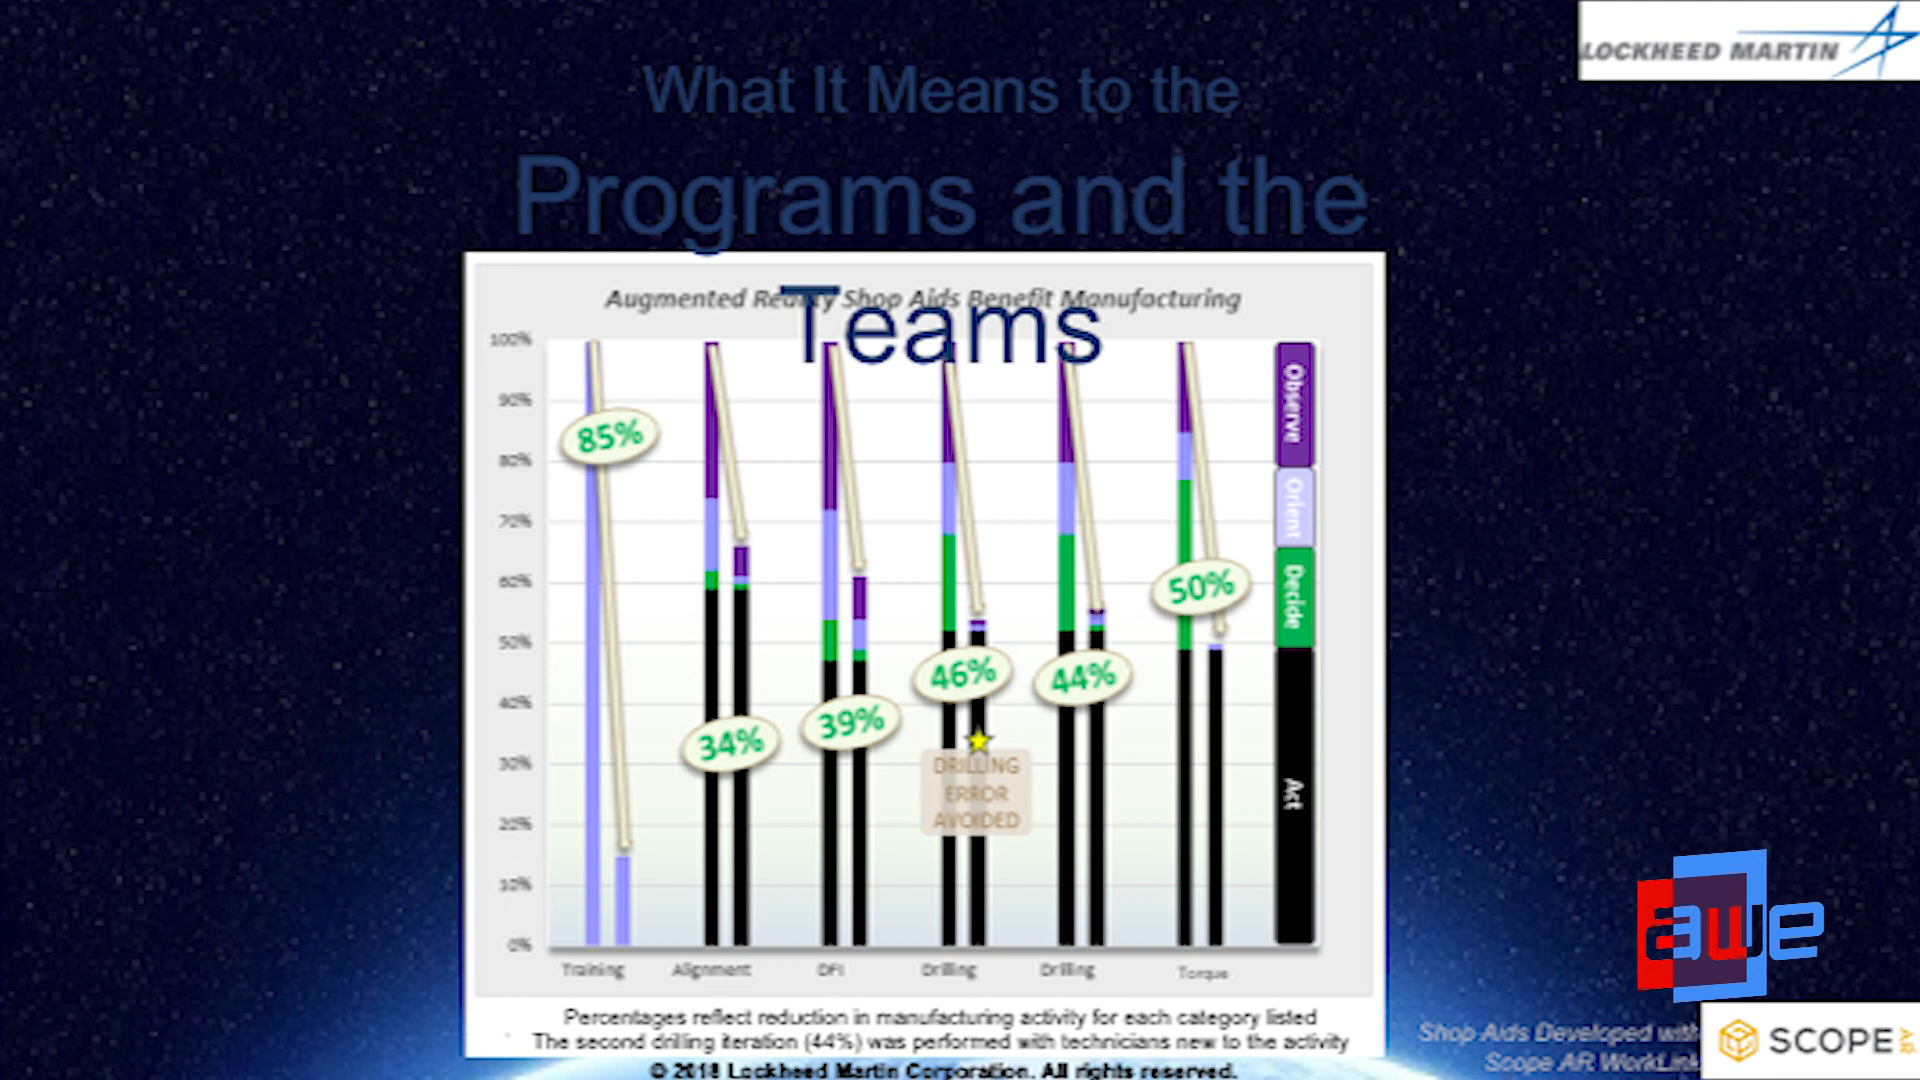 LOCKHEED MARTIN
What It Means to the
Programs and the
Teams
Augmented Reality Shop Aids Benefit Manufacturing
100%
90%
80%
70%
60%
50%
40%
30%
20%
10%
0%
85%
34%
39%
46%
44%
50%
DRILLING
ERROR
AVOIDED
Observe
Orient
Decide
Act
Training
Alignment
DFI
Drilling
Drilling
Torque
Percentages reflect reduction in manufacturing activity for each category listed
The second drilling iteration (44%) was performed with technicians new to the activity
© 2018 Lockheed Martin Corporation. All rights reserved.
awe
Shop Aids Developed with
Scope AR WorkLink
SCOPE AR